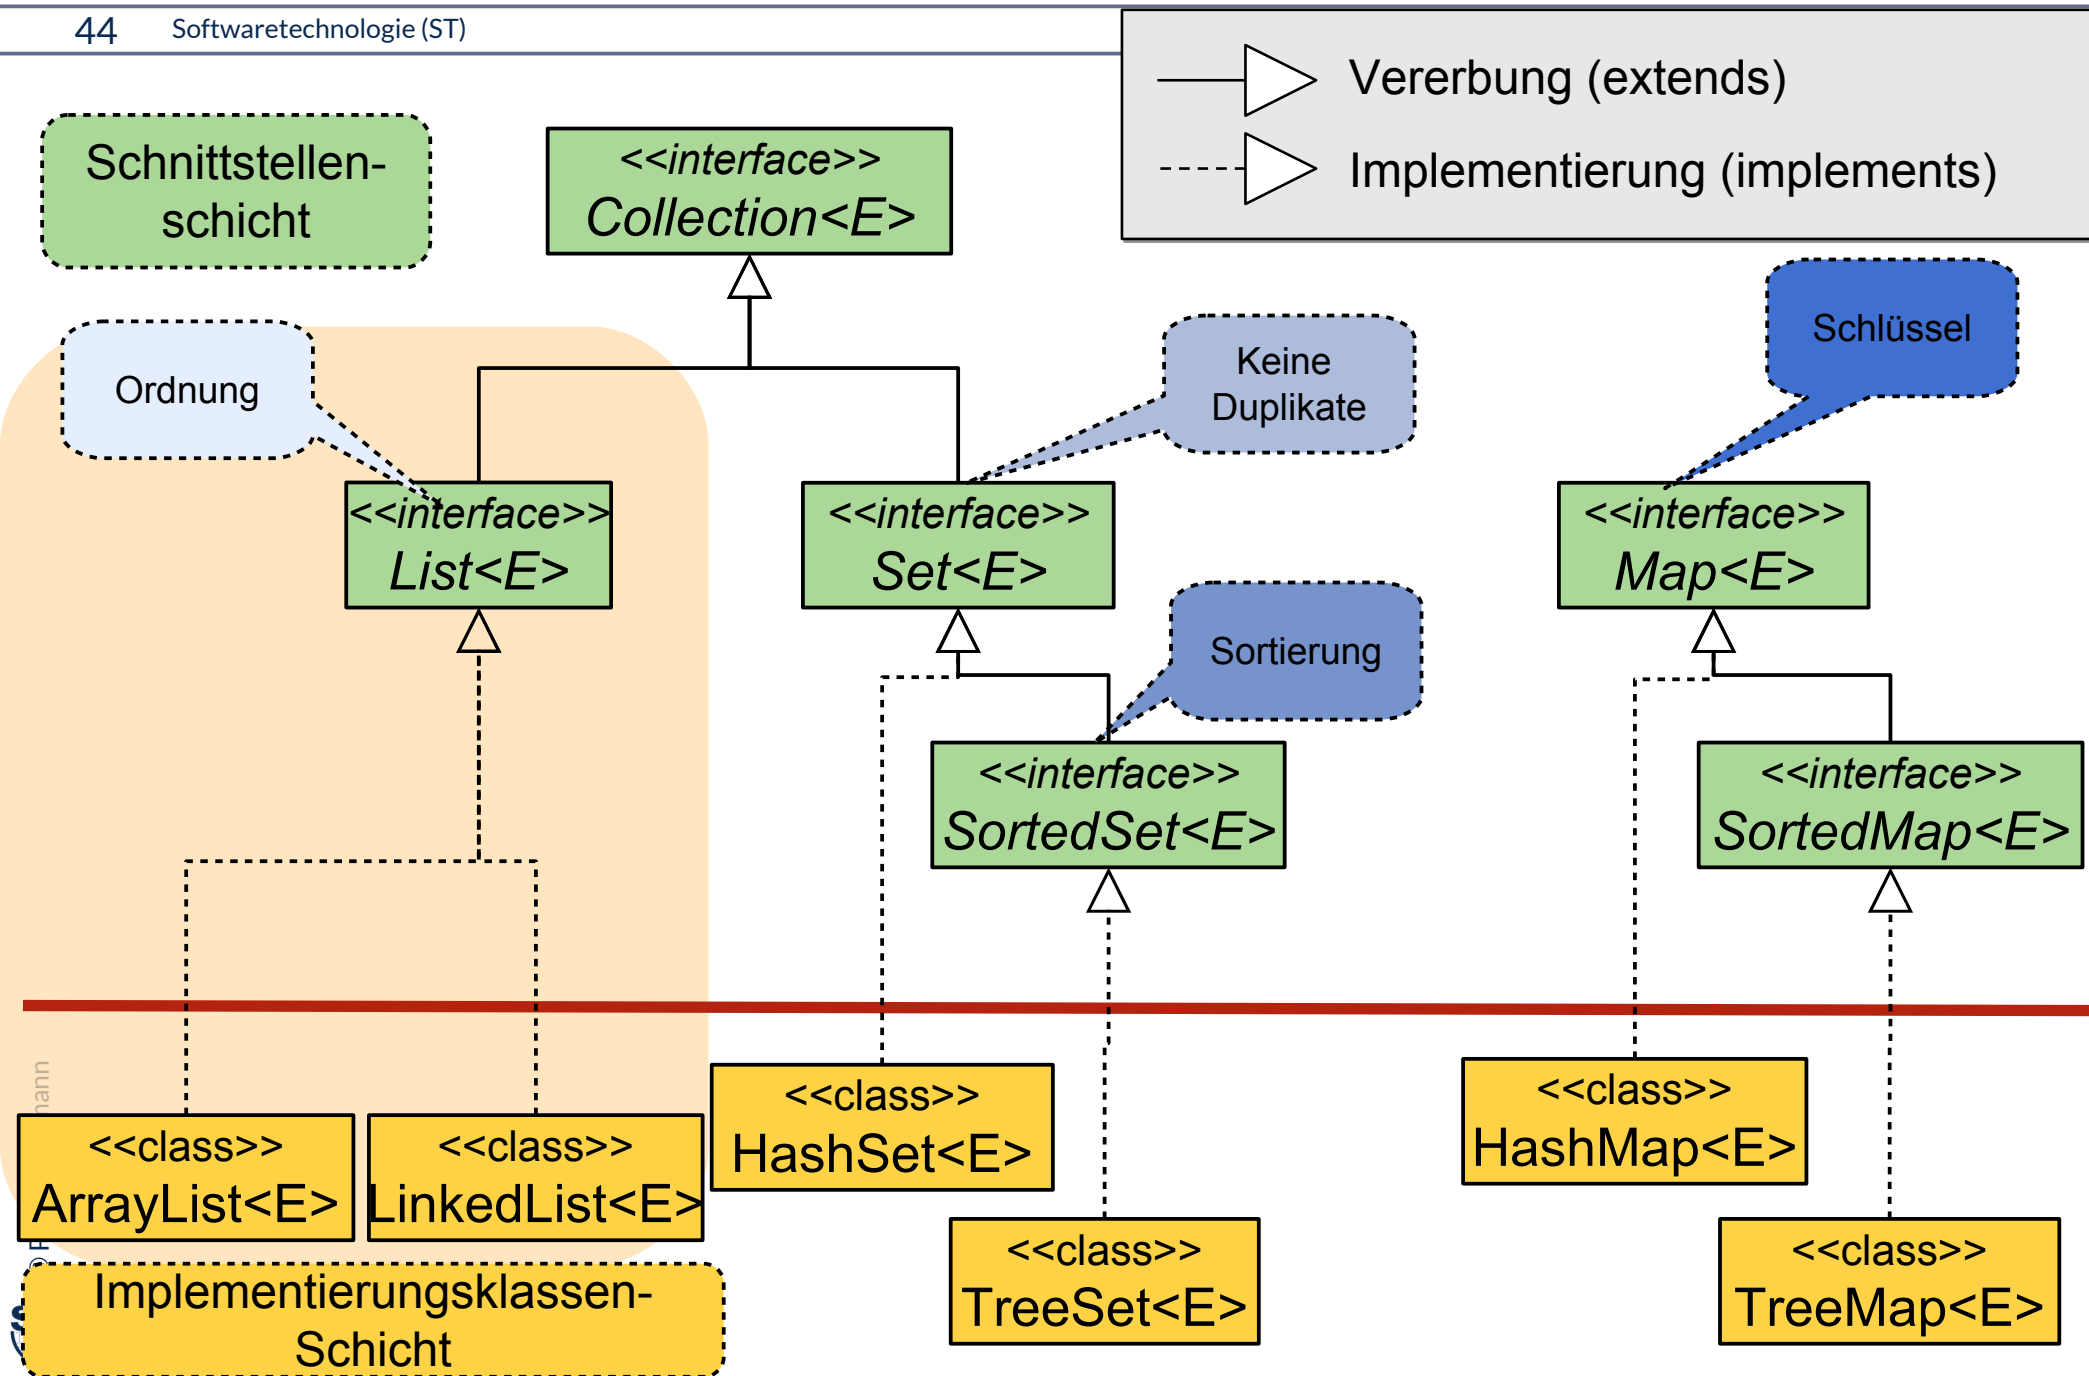 44 Softwaretechnologie (ST)
Vererbung (extends)
Implementierung (implements)
Schnittstellen-
schicht
<<interface>>
Collection<E>
Ordnung
Keine
Duplikate
Schlüssel
<<interface>>
List<E>
<<interface>>
Set<E>
<<interface>>
Map<E>
Sortierung
<<interface>>
SortedSet<E>
<<interface>>
SortedMap<E>
<<class>>
ArrayList<E>
<<class>>
LinkedList<E>
<<class>>
HashSet<E>
<<class>>
TreeSet<E>
<<class>>
HashMap<E>
<<class>>
TreeMap<E>
Implementierungsklassen-
Schicht